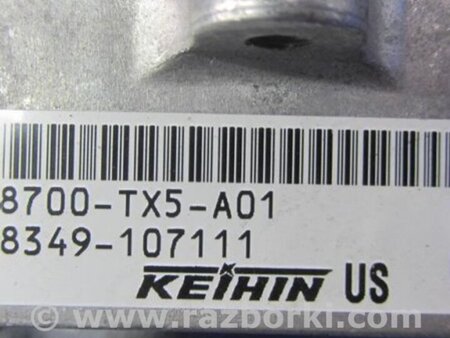 8700-TX5-A01
8349-107111
KEIHIN US
© www.razborki.com